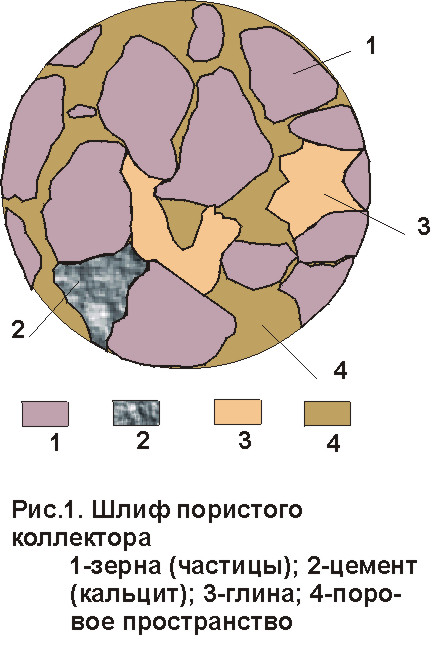 1
3
2
4
1 2 3 4
Рис.1. Шлиф пористого
коллектора
1-зерна (частицы); 2-цемент
(кальцит); 3-глина; 4-поро-
вое пространство